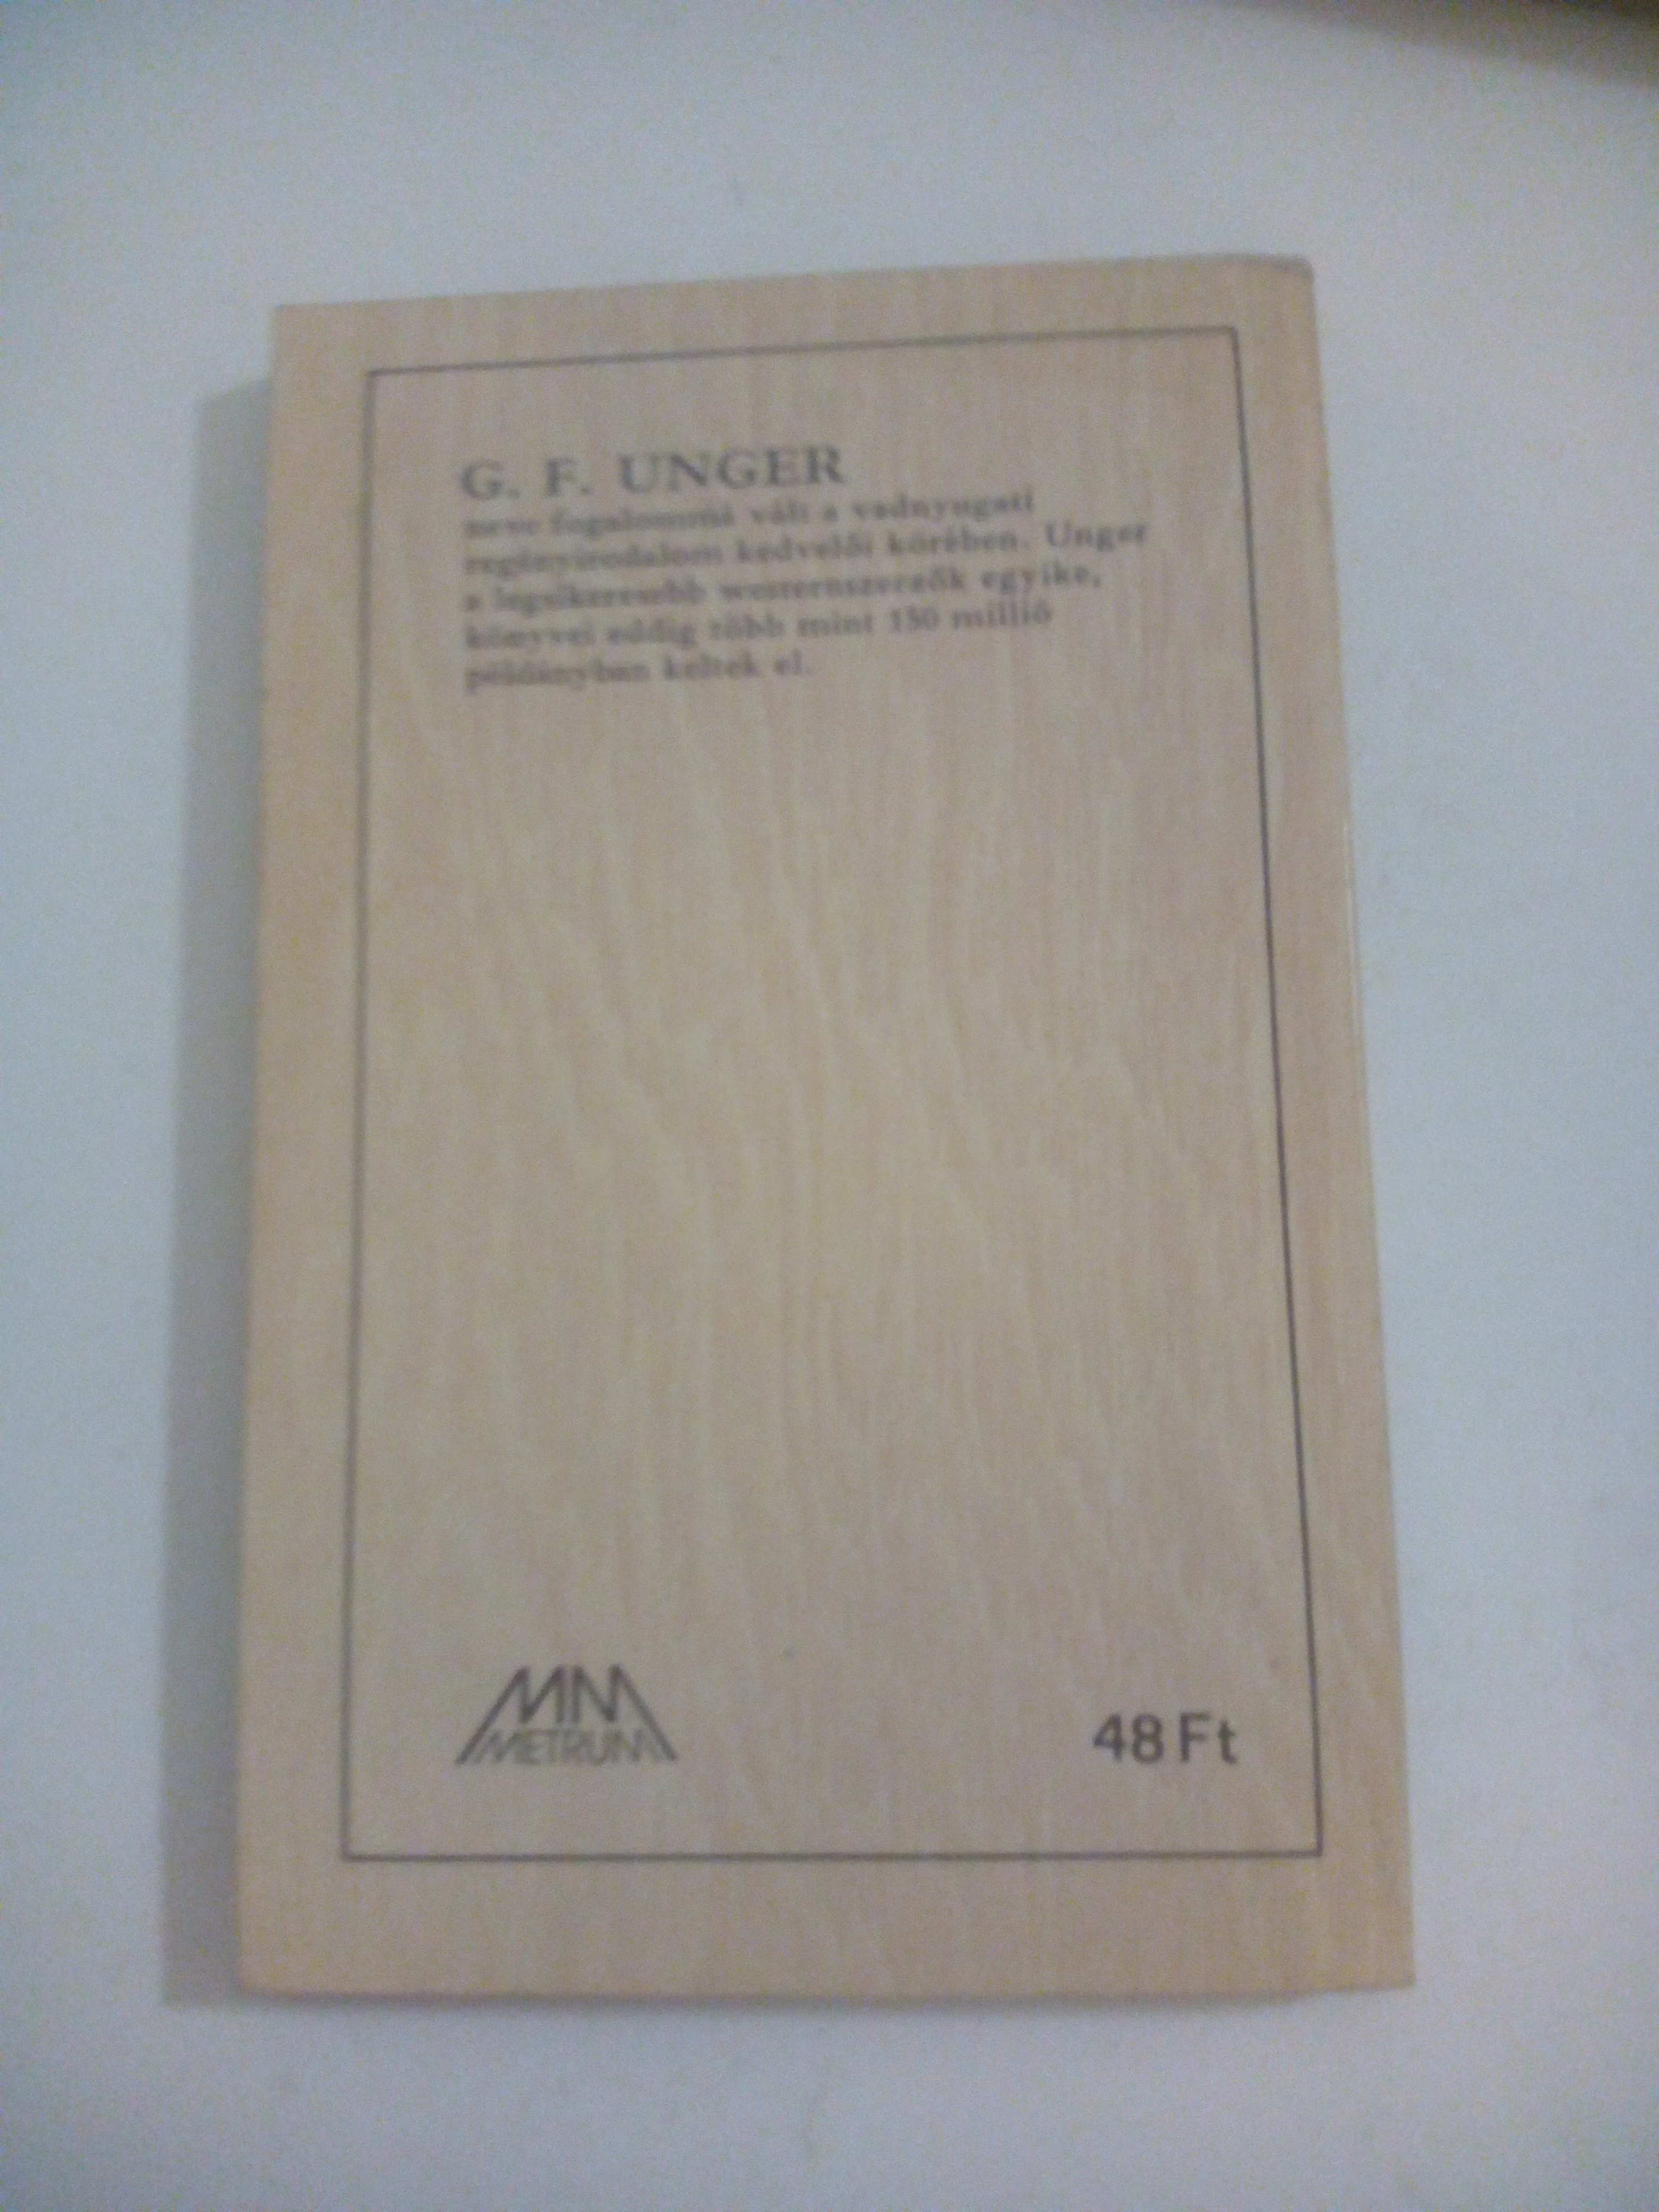 G. F. UNGER
neve fogalommá vált a vadnyugati
regényirodalom kedvelői körében. Unger
a legsikeresebb westernszerzők egyike,
könyvei eddig több mint 150 millió
példányban keltek el.
MM
METRUM
48 Ft